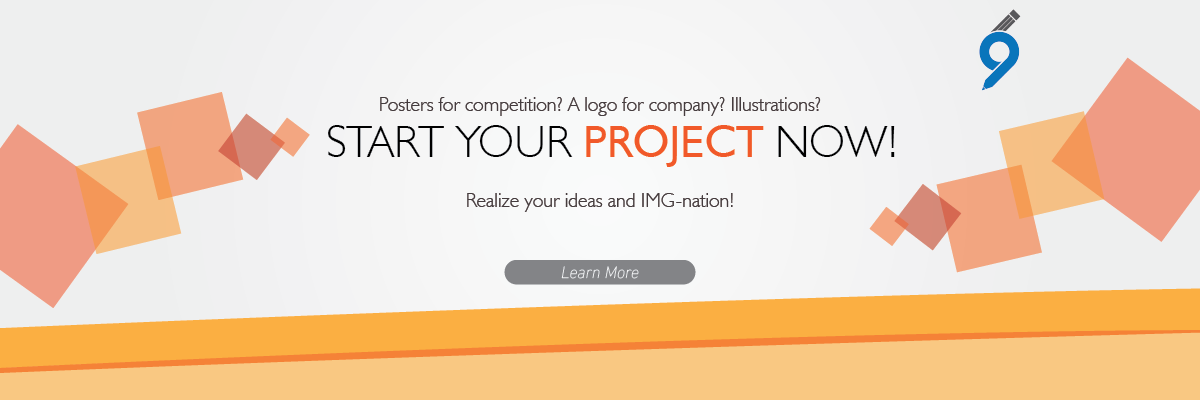 Posters for competition? A logo for company? Illustrations?
START YOUR PROJECT NOW!
Realize your ideas and IMG-nation!
Learn More